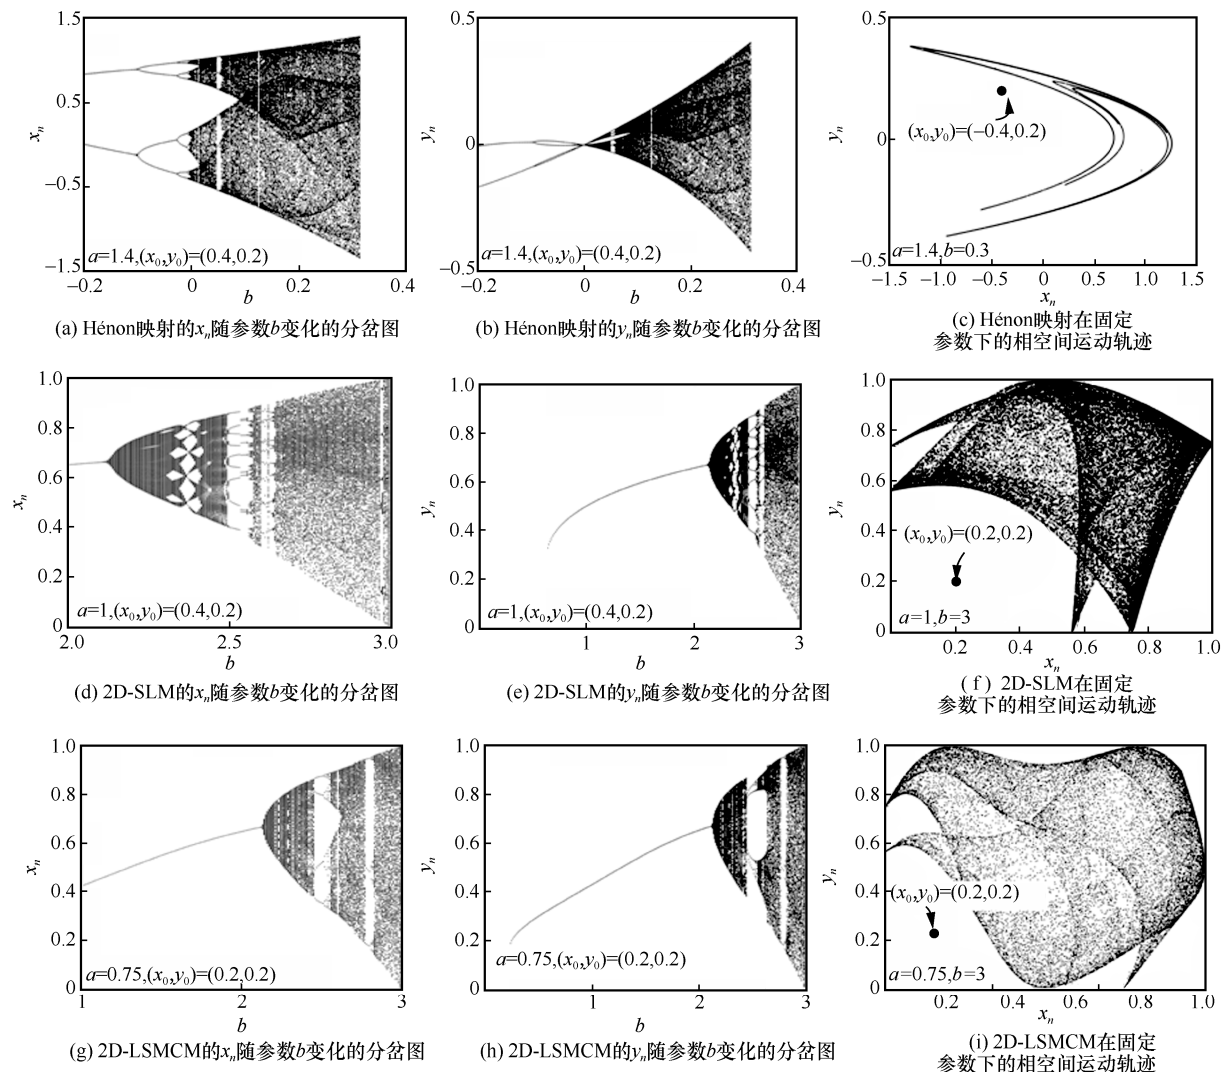 1.5
0.5
−0.5
−1.5
x_n
−0.2
0
0.2
0.4
b
a=1.4,(x₀,y₀)=(0.4,0.2)
(a) Hénon映射的x_n随参数b变化的分岔图
0.5
0
−0.5
y_n
−0.2
0
0.2
0.4
b
a=1.4,(x₀,y₀)=(0.4,0.2)
(b) Hénon映射的y_n随参数b变化的分岔图
0.5
0
−0.5
y_n
(x₀,y₀)=(−0.4,0.2)
a=1.4,b=0.3
−1.5
−1.0
−0.5
0
0.5
1.0
1.5
x_n
(c) Hénon映射在固定
参数下的相空间运动轨迹
1.0
0.8
0.6
0.4
0.2
0
x_n
a=1,(x₀,y₀)=(0.4,0.2)
2.0
2.5
3.0
b
(d) 2D-SLM的x_n随参数b变化的分岔图
1.0
0.8
0.6
0.4
0.2
0
y_n
a=1,(x₀,y₀)=(0.4,0.2)
1
2
3
b
(e) 2D-SLM的y_n随参数b变化的分岔图
1.0
0.8
0.6
0.4
0.2
0
y_n
(x₀,y₀)=(0.2,0.2)
a=1,b=3
0.2
0.4
0.6
0.8
1.0
x_n
(f) 2D-SLM在固定
参数下的相空间运动轨迹
1.0
0.8
0.6
0.4
0.2
0
x_n
a=0.75,(x₀,y₀)=(0.2,0.2)
1
2
3
b
(g) 2D-LSMCM的x_n随参数b变化的分岔图
1.0
0.8
0.6
0.4
0.2
0
y_n
a=0.75,(x₀,y₀)=(0.2,0.2)
1
2
3
b
(h) 2D-LSMCM的y_n随参数b变化的分岔图
1.0
0.8
0.6
0.4
0.2
0
y_n
(x₀,y₀)=(0.2,0.2)
a=0.75,b=3
0.2
0.4
0.6
0.8
1.0
x_n
(i) 2D-LSMCM在固定
参数下的相空间运动轨迹